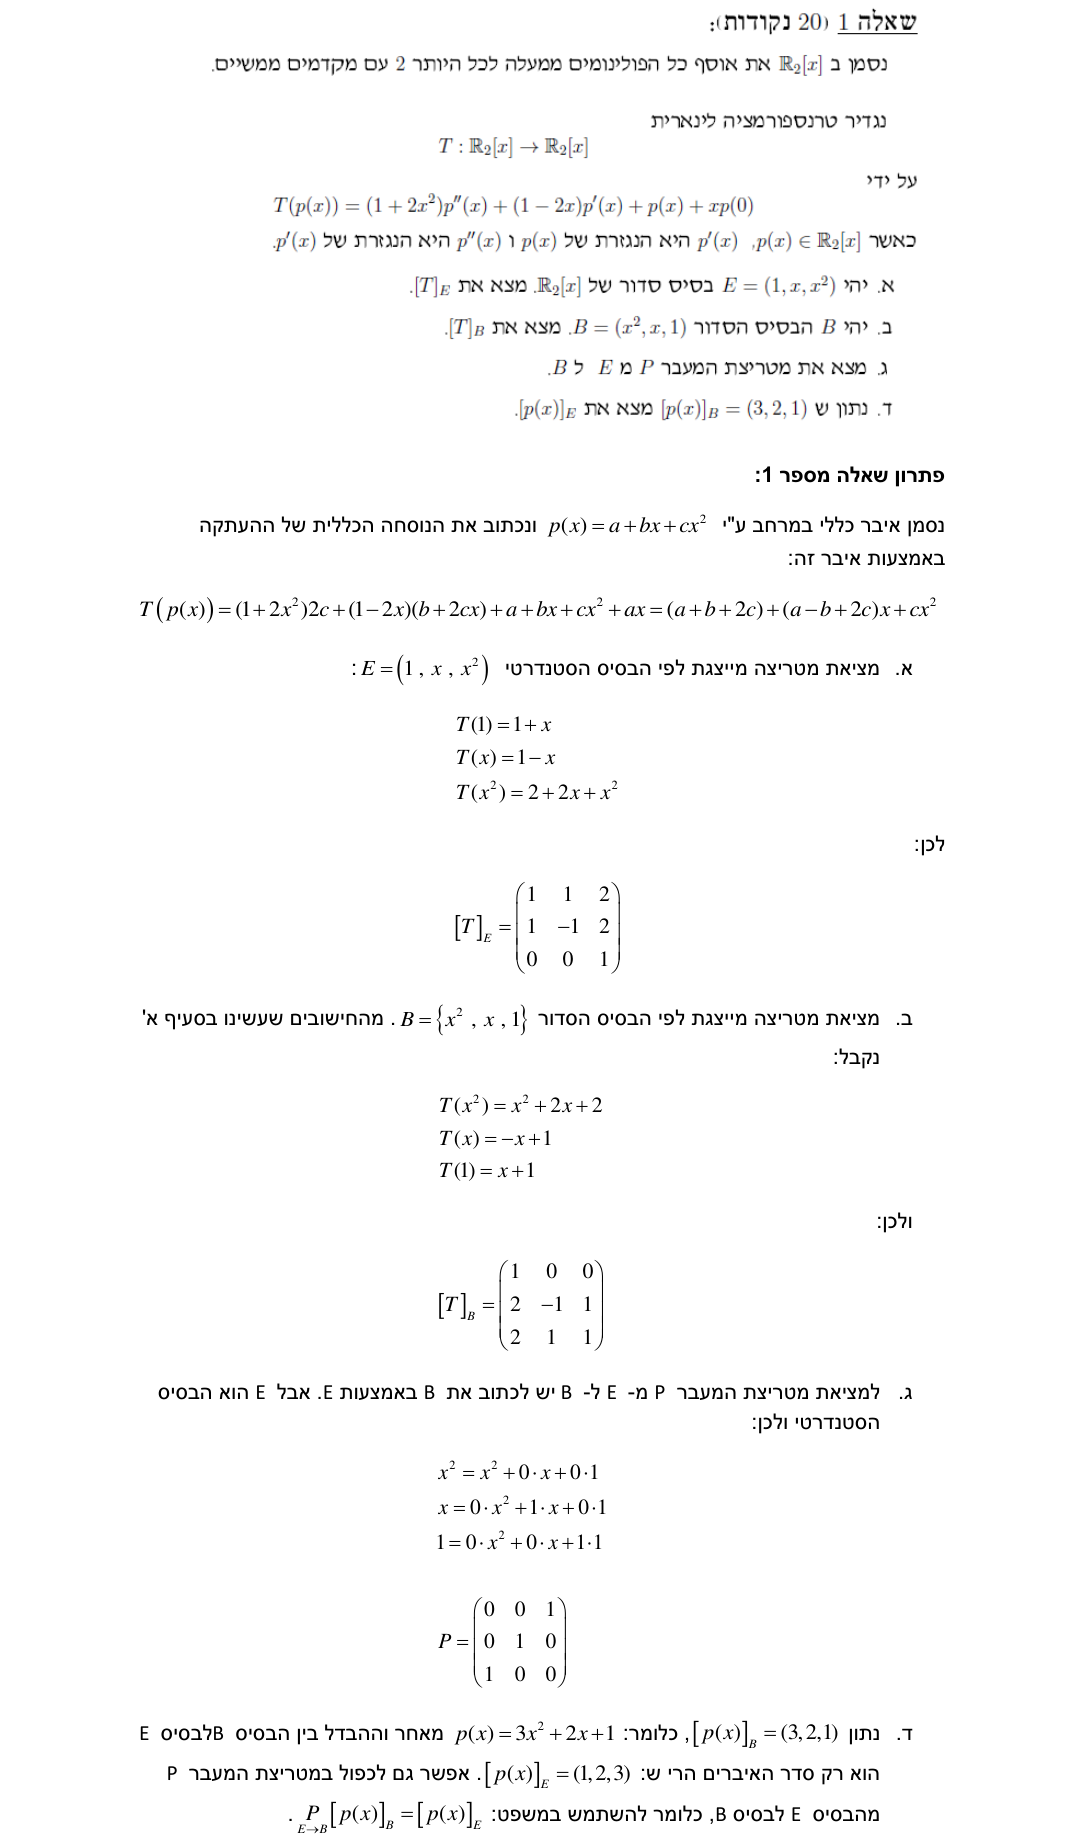 שאלה 1 (20 נקודות):
נסמן ב $\mathbb{R}_2[x]$ את אוסף כל הפולינומים ממעלה לכל היותר 2 עם מקדמים ממשיים.
נגדיר טרנספורמציה לינארית
$T : \mathbb{R}_2[x] \to \mathbb{R}_2[x]$
על ידי
$T(p(x)) = (1+2x^2)p''(x) + (1-2x)p'(x) + p(x) + xp(0)$
כאשר $p(x) \in \mathbb{R}_2[x]$, $p'(x)$ היא הנגזרת של $p(x)$ ו $p''(x)$ היא הנגזרת של $p'(x)$.
א. יהי $E = (1, x, x^2)$ בסיס סדור של $\mathbb{R}_2[x]$. מצא את $[T]_E$.
ב. יהי $B$ הבסיס הסדור $B = (x^2, x, 1)$. מצא את $[T]_B$.
ג. מצא את מטריצת המעבר $P$ מ $E$ ל $B$.
ד. נתון ש $[p(x)]_B = (3, 2, 1)$ מצא את $[p(x)]_E$.
פתרון שאלה מספר 1:
נסמן איבר כללי במרחב ע"י $p(x) = a+bx+cx^2$ ונכתוב את הנוסחה הכללית של ההעתקה
באמצעות איבר זה:
$T(p(x)) = (1+2x^2)2c+(1-2x)(b+2cx)+a+bx+cx^2+ax = (a+b+2c)+(a-b+2c)x+cx^2$
א. מציאת מטריצה מייצגת לפי הבסיס הסטנדרטי $E = (1, x, x^2)$:
$T(1) = 1+x$
$T(x) = 1-x$
$T(x^2) = 2+2x+x^2$
לכן:
$[T]_E = \begin{pmatrix} 1 & 1 & 2 \\ 1 & -1 & 2 \\ 0 & 0 & 1 \end{pmatrix}$
ב. מציאת מטריצה מייצגת לפי הבסיס הסדור $B = \{x^2, x, 1\}$. מהחישובים שעשינו בסעיף א'
נקבל:
$T(x^2) = x^2+2x+2$
$T(x) = -x+1$
$T(1) = x+1$
ולכן:
$[T]_B = \begin{pmatrix} 1 & 0 & 0 \\ 2 & -1 & 1 \\ 2 & 1 & 1 \end{pmatrix}$
ג. למציאת מטריצת המעבר P מ- E ל- B יש לכתוב את B באמצעות E. אבל E הוא הבסיס
הסטנדרטי ולכן:
$x^2 = x^2+0\cdot x+0\cdot 1$
$x = 0\cdot x^2+1\cdot x+0\cdot 1$
$1 = 0\cdot x^2+0\cdot x+1\cdot 1$
$P = \begin{pmatrix} 0 & 0 & 1 \\ 0 & 1 & 0 \\ 1 & 0 & 0 \end{pmatrix}$
ד. נתון $[p(x)]_B = (3,2,1)$, כלומר: $p(x) = 3x^2+2x+1$ מאחר וההבדל בין הבסיס Bלבסיס E
הוא רק סדר האיברים הרי ש: $[p(x)]_E = (1,2,3)$. אפשר גם לכפול במטריצת המעבר P
מהבסיס E לבסיס B, כלומר להשתמש במשפט: $\underset{E \to B}{P}[p(x)]_B = [p(x)]_E$.